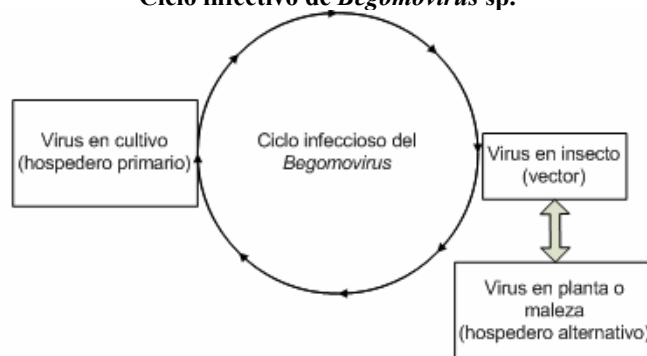 Ciclo infectivo de Begomovirus sp.
Virus en cultivo
(hospedero primario)
Ciclo infeccioso del
Begomovirus
Virus en insecto
(vector)
Virus en planta o
maleza
(hospedero alternativo)